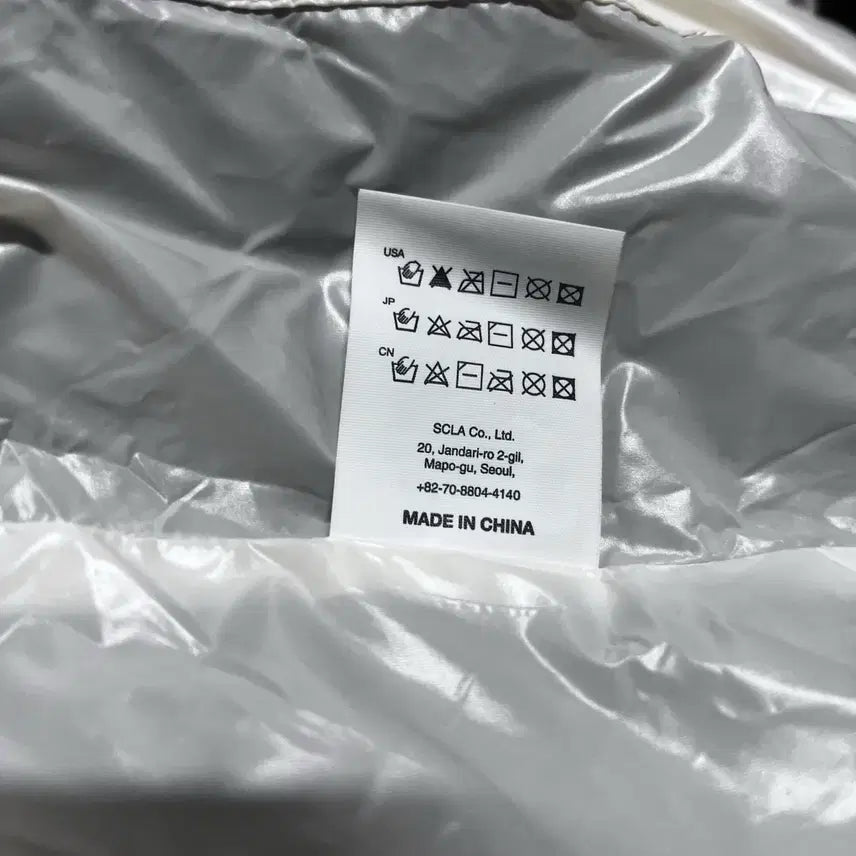 USA
JP
CN
SCLA Co., Ltd.
20, Jandari-ro 2-gil,
Mapo-gu, Seoul,
+82-70-8804-4140
MADE IN CHINA